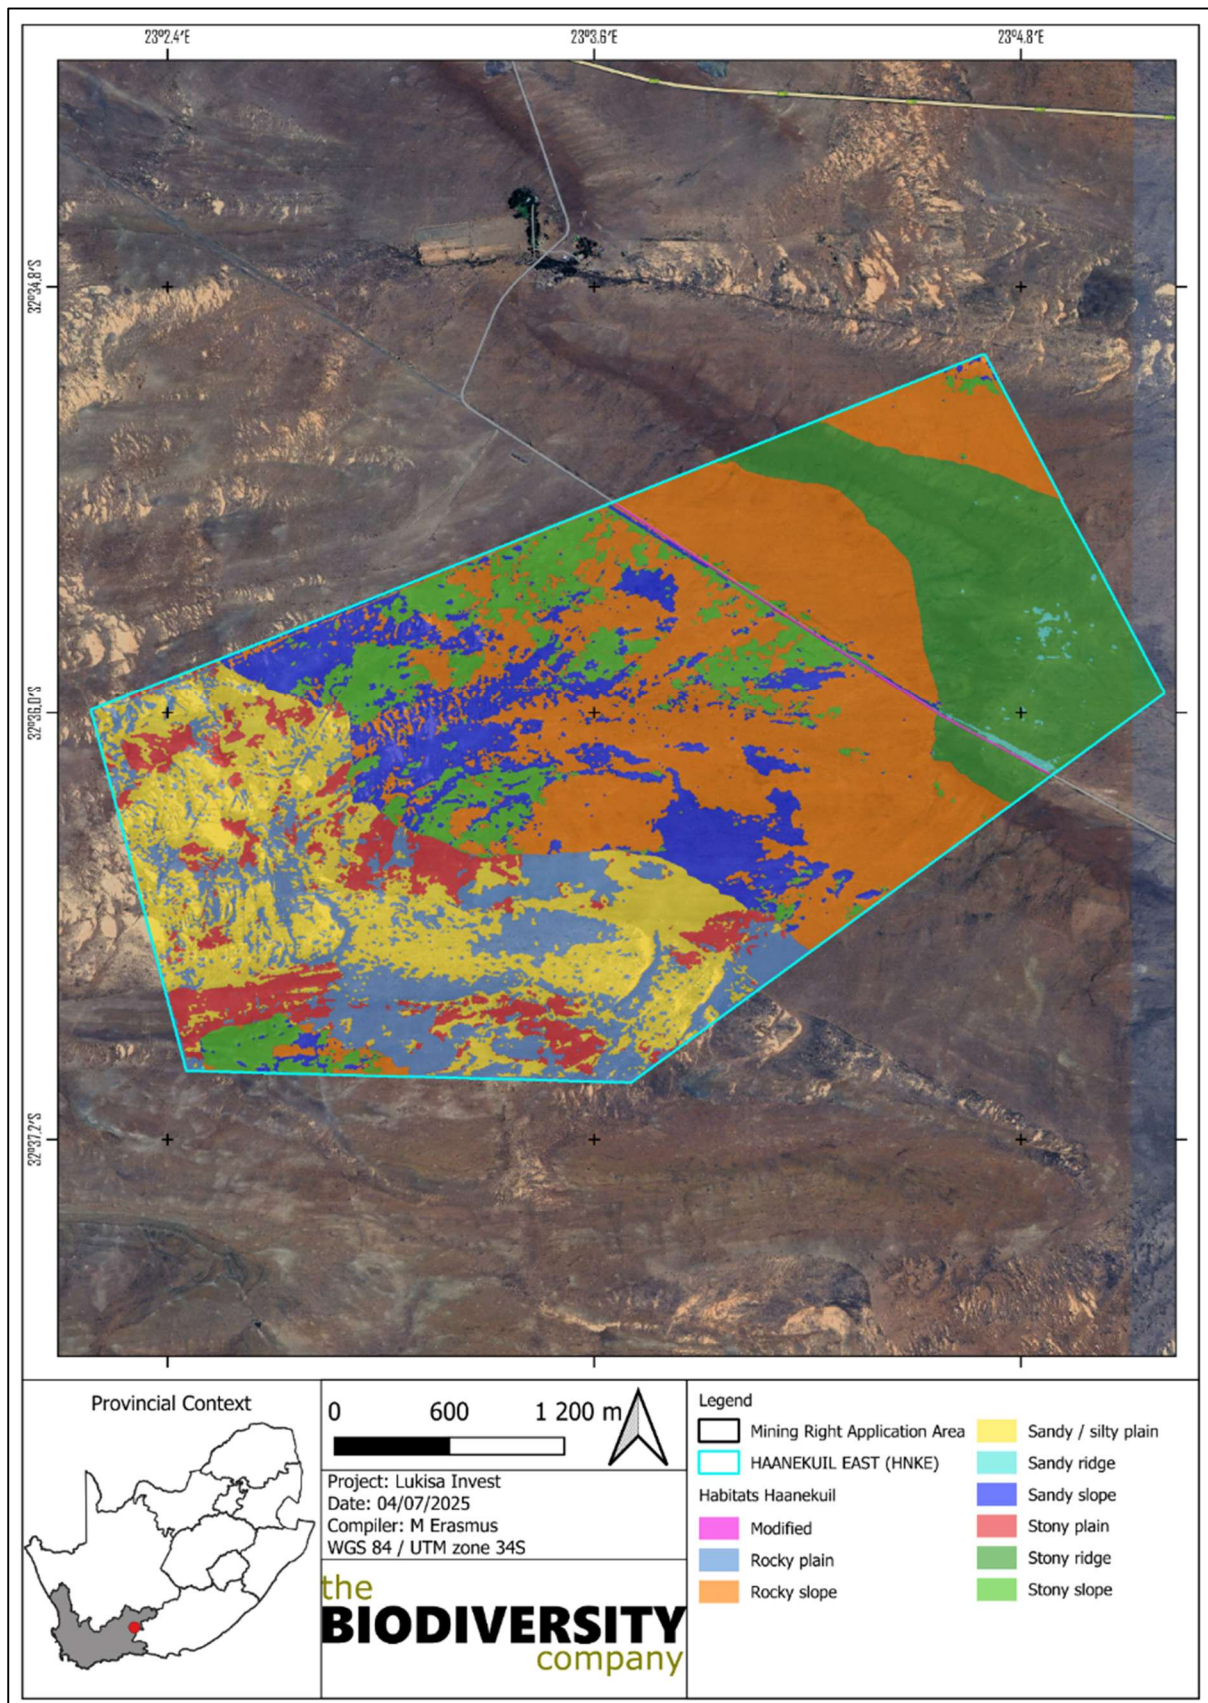 23°2.4'E 23°3.6'E 23°4.8'E
32°34.8'S
32°36.0'S
32°37.2'S
Provincial Context
0 600 1 200 m
Project: Lukisa Invest
Date: 04/07/2025
Compiler: M Erasmus
WGS 84 / UTM zone 34S
the
BIODIVERSITY
company
Legend
Mining Right Application Area
HAANEKUIL EAST (HNKE)
Habitats Haanekuil
Modified
Rocky plain
Rocky slope
Sandy / silty plain
Sandy ridge
Sandy slope
Stony plain
Stony ridge
Stony slope